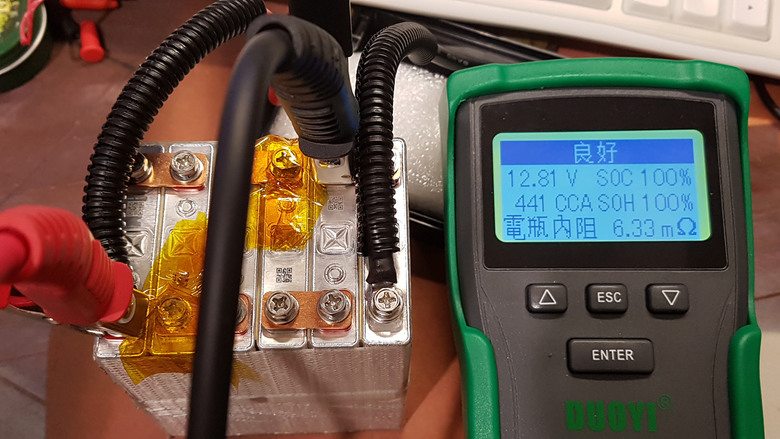 良好
12.81 V SOC 100%
441 CCA SOH 100%
電瓶內阻 6.33 mΩ
ESC
ENTER
DUOYI®